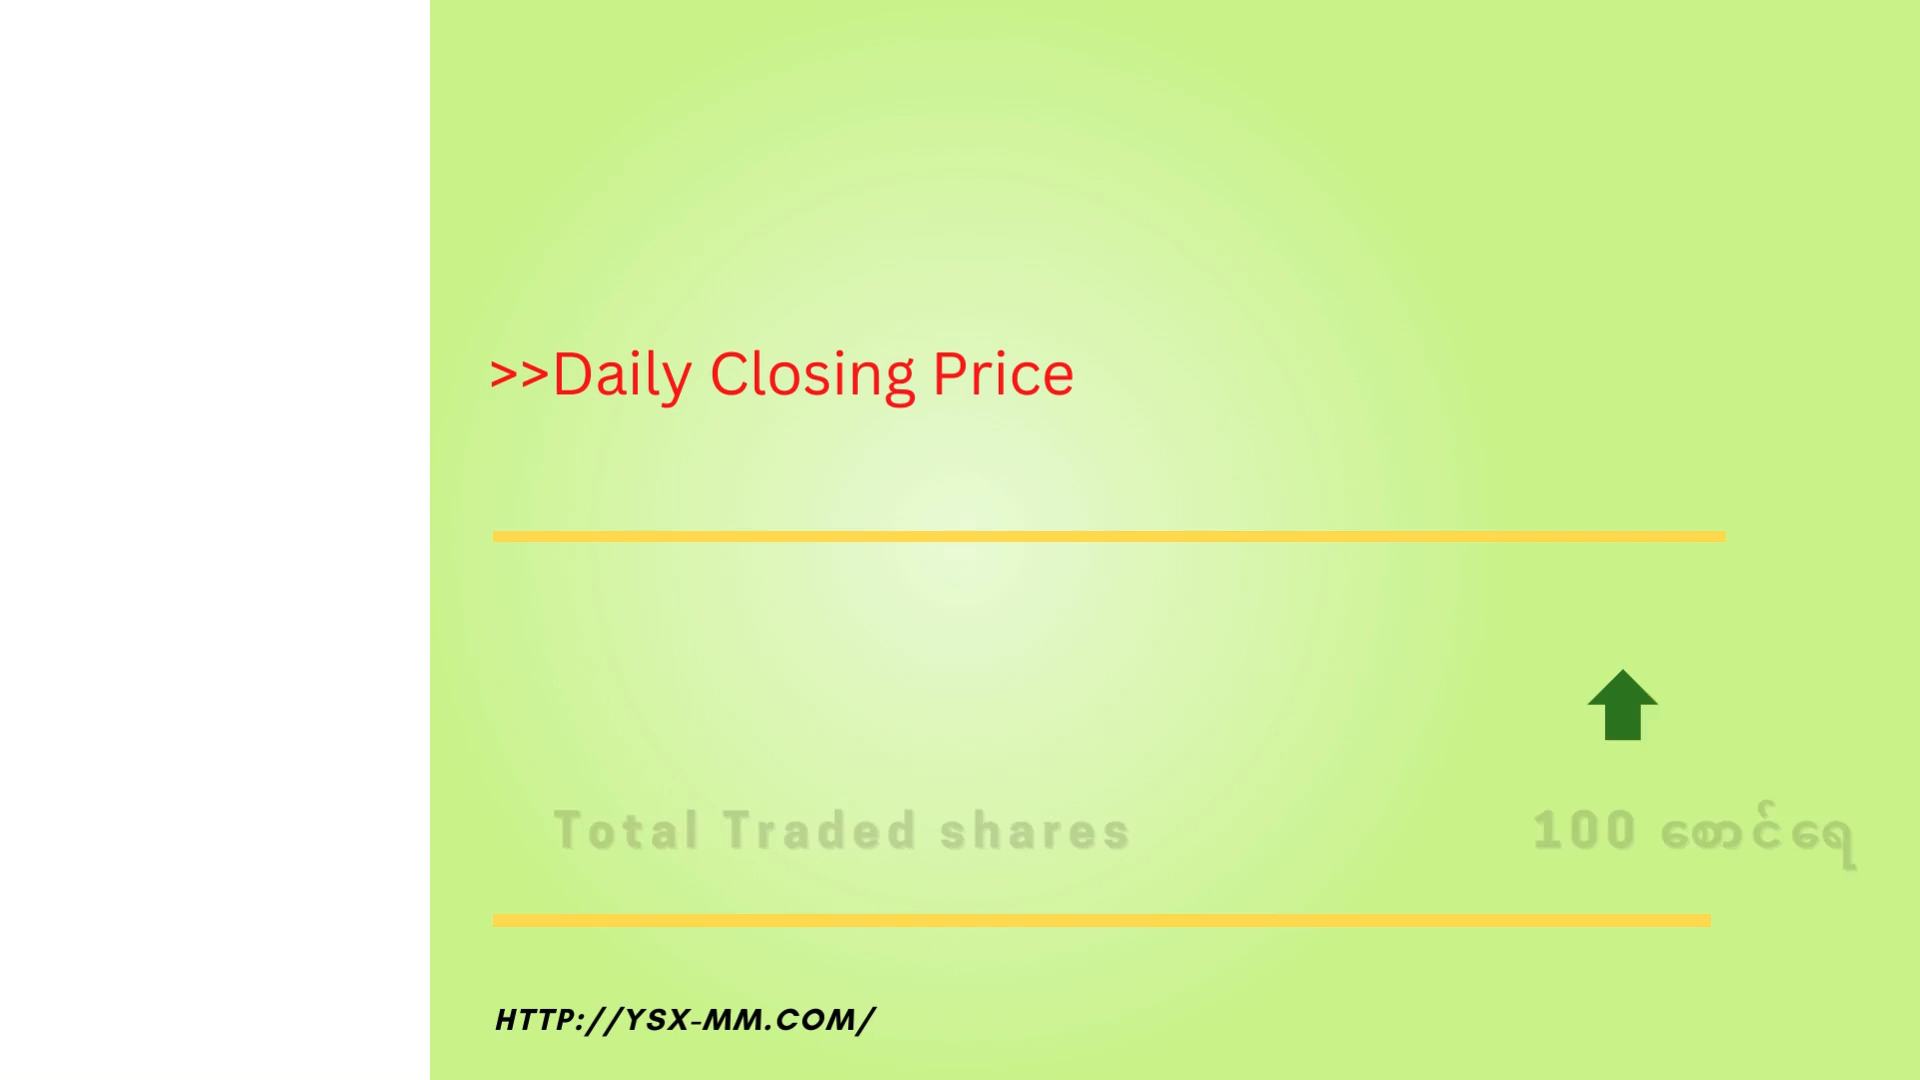 >>Daily Closing Price
Total Traded shares 100 စောင်ရေ
HTTP://YSX-MM.COM/